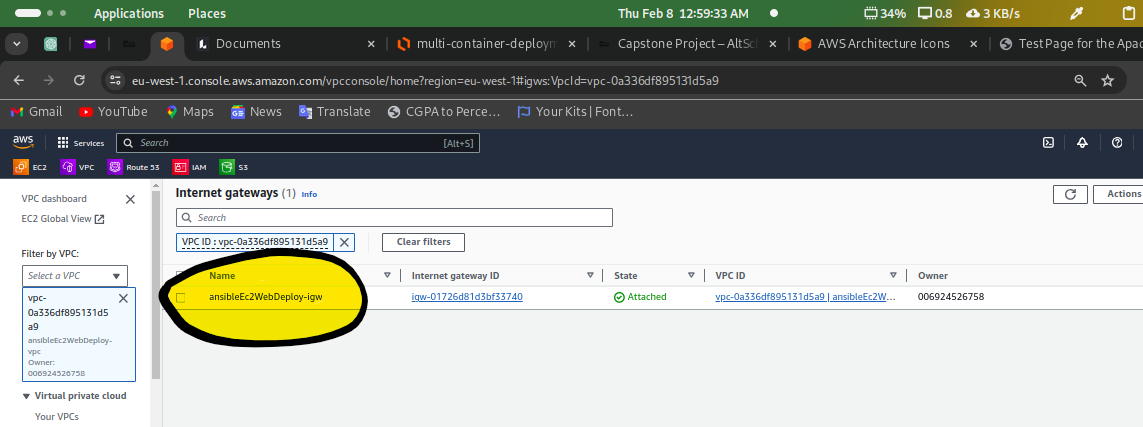 Applications Places Thu Feb 8 12:59:33 AM 34% 0.8 3 KB/s
Documents multi-container-deploym Capstone Project – AltSch AWS Architecture Icons Test Page for the Apac
eu-west-1.console.aws.amazon.com/vpcconsole/home?region=eu-west-1#igws:VpcId=vpc-0a336df895131d5a9
Gmail YouTube Maps News Translate CGPA to Perce... Your Kits | Font...
aws Services Search [Alt+S]
EC2 VPC Route 53 IAM S3
VPC dashboard
EC2 Global View
Filter by VPC:
Select a VPC
vpc-
0a336df895131d5
a9
ansibleEc2WebDeploy-
vpc
Owner:
006924526758
Virtual private cloud
Your VPCs
Internet gateways (1) Info
Actions
Search
VPC ID : vpc-0a336df895131d5a9 Clear filters
Name Internet gateway ID State VPC ID Owner
ansibleEc2WebDeploy-igw igw-01726d81d3bf33740 Attached vpc-0a336df895131d5a9 | ansibleEc2W... 006924526758